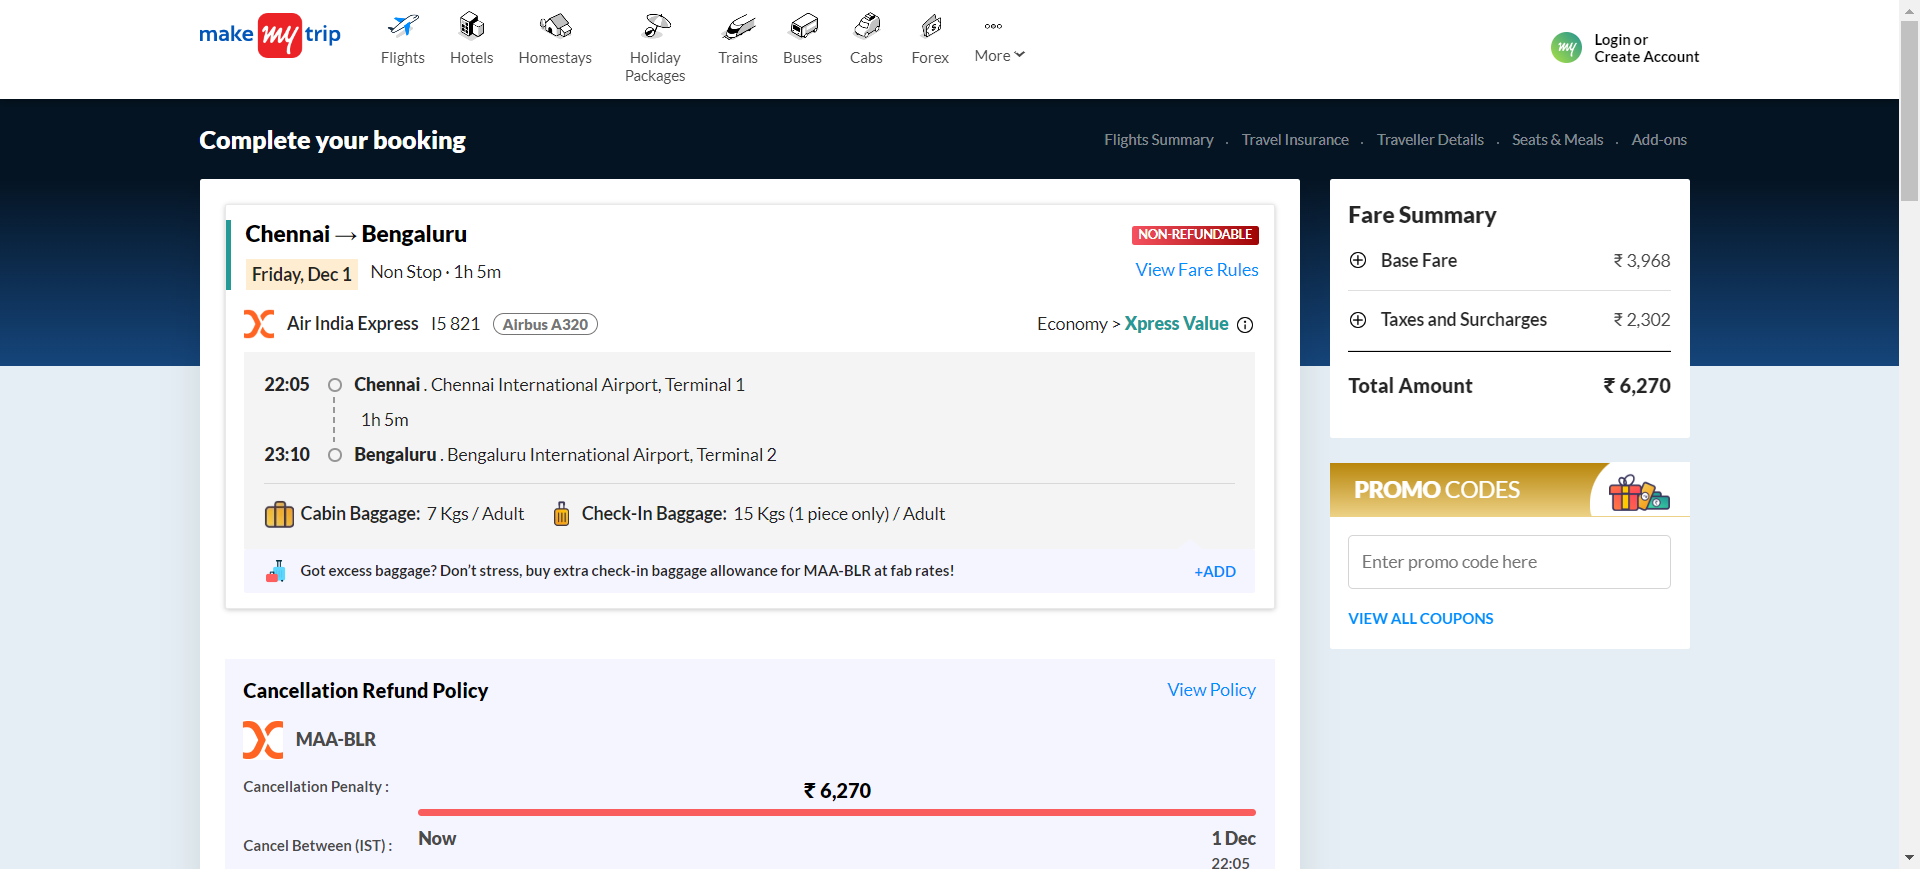 make my trip
Flights
Hotels
Homestays
Holiday
Packages
Trains
Buses
Cabs
Forex
More
my
Login or
Create Account
Complete your booking
Flights Summary . Travel Insurance . Traveller Details . Seats & Meals . Add-ons
Chennai → Bengaluru
NON-REFUNDABLE
Friday, Dec 1 Non Stop · 1h 5m
View Fare Rules
Air India Express I5 821 Airbus A320
Economy > Xpress Value
22:05 Chennai . Chennai International Airport, Terminal 1
1h 5m
23:10 Bengaluru . Bengaluru International Airport, Terminal 2
Cabin Baggage: 7 Kgs / Adult Check-In Baggage: 15 Kgs (1 piece only) / Adult
Got excess baggage? Don’t stress, buy extra check-in baggage allowance for MAA-BLR at fab rates! +ADD
Cancellation Refund Policy
View Policy
MAA-BLR
Cancellation Penalty :
₹ 6,270
Cancel Between (IST) :
Now
1 Dec
22:05
Fare Summary
Base Fare ₹ 3,968
Taxes and Surcharges ₹ 2,302
Total Amount ₹ 6,270
PROMO CODES
Enter promo code here
VIEW ALL COUPONS